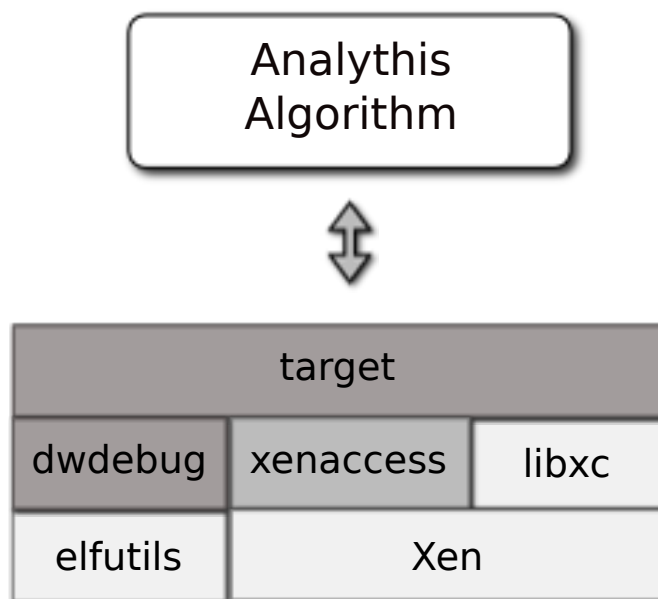 Analythis
Algorithm
target
dwdebug
xenaccess
libxc
elfutils
Xen